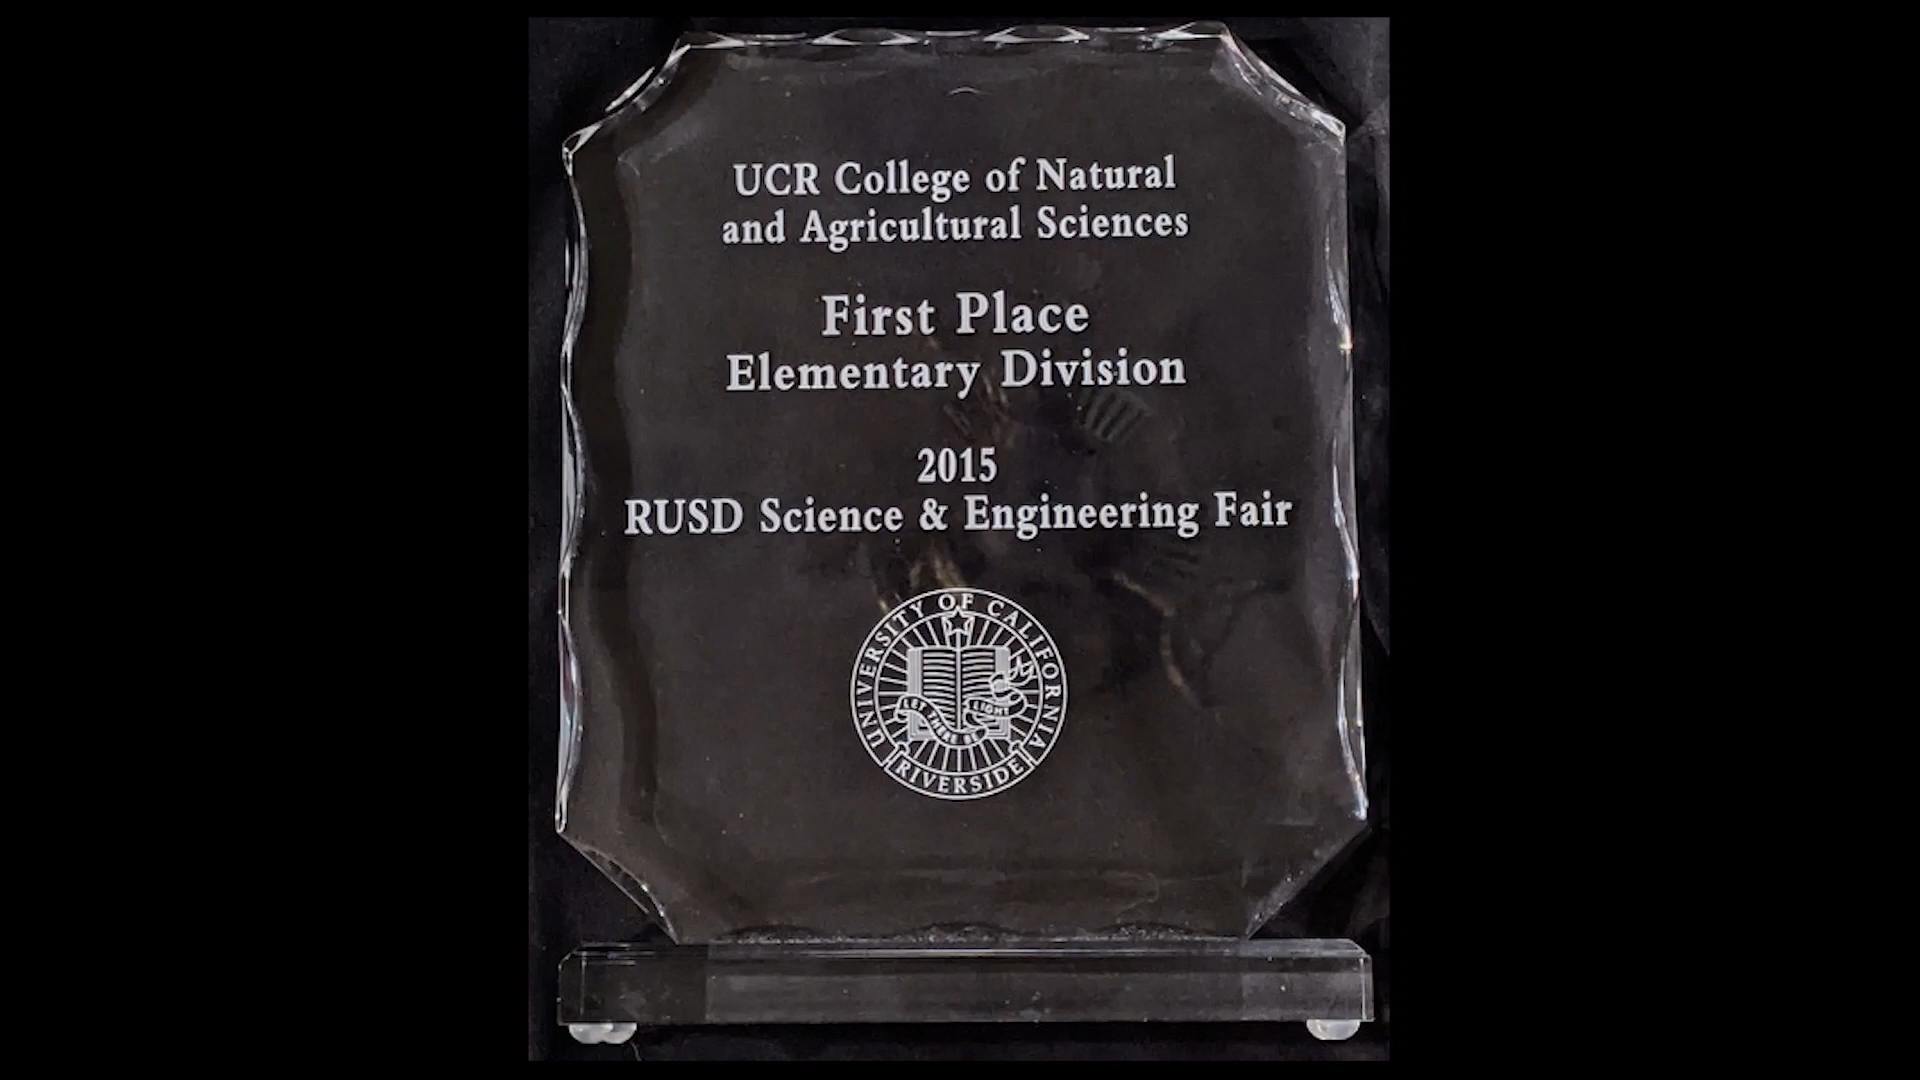 UCR College of Natural
and Agricultural Sciences
First Place
Elementary Division
2015
RUSD Science & Engineering Fair
UNIVERSITY OF CALIFORNIA
LET THERE BE LIGHT
RIVERSIDE